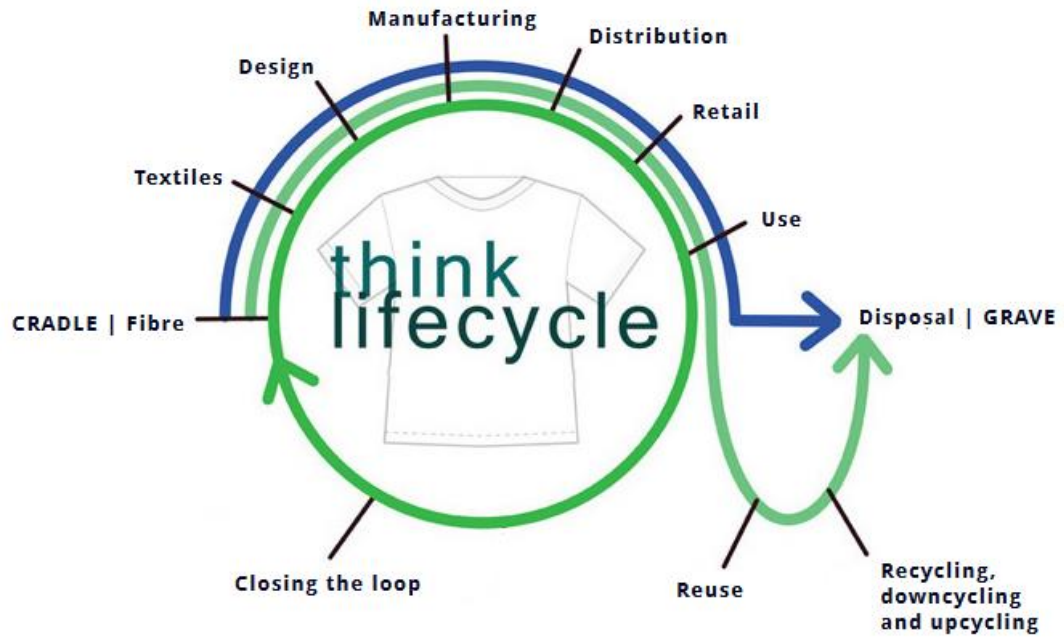 Manufacturing
Distribution
Design
Retail
Textiles
Use
think
lifecycle
CRADLE | Fibre
Disposal | GRAVE
Closing the loop
Reuse
Recycling,
downcycling
and upcycling